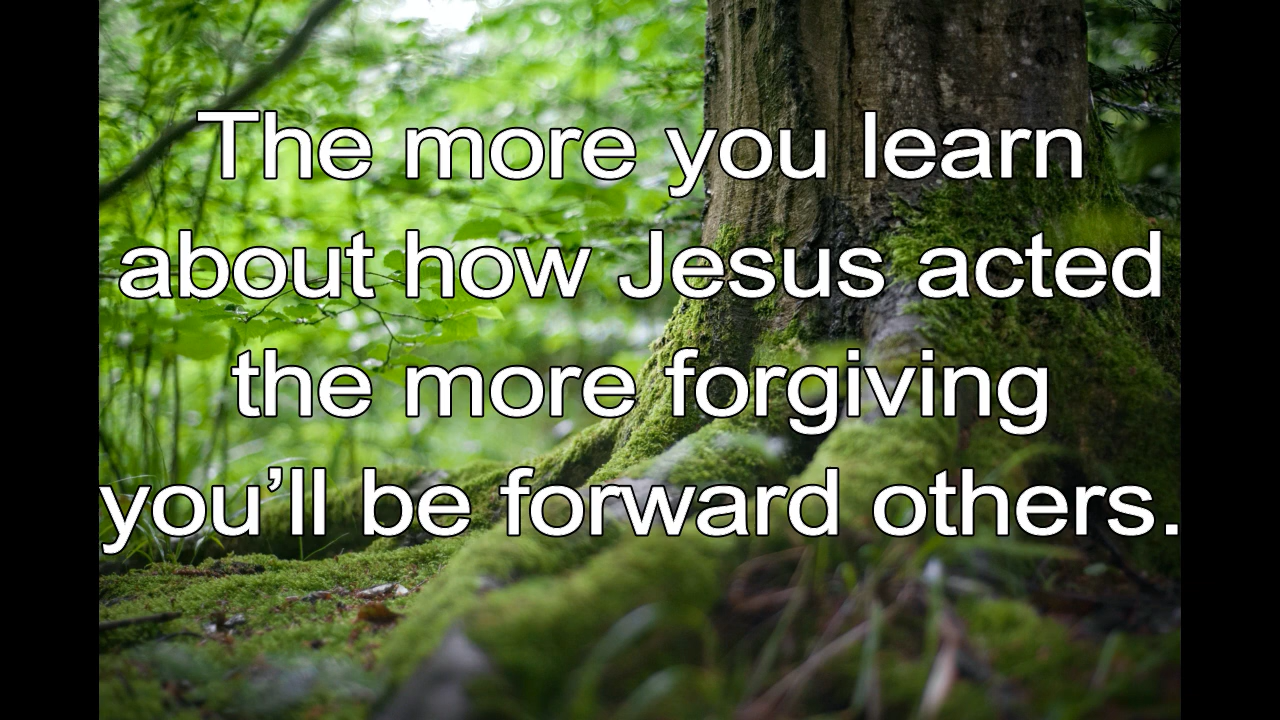 The more you learn
about how Jesus acted
the more forgiving
you’ll be forward others.